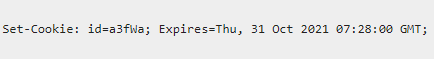 Set-Cookie: id=a3fWa; Expires=Thu, 31 Oct 2021 07:28:00 GMT;